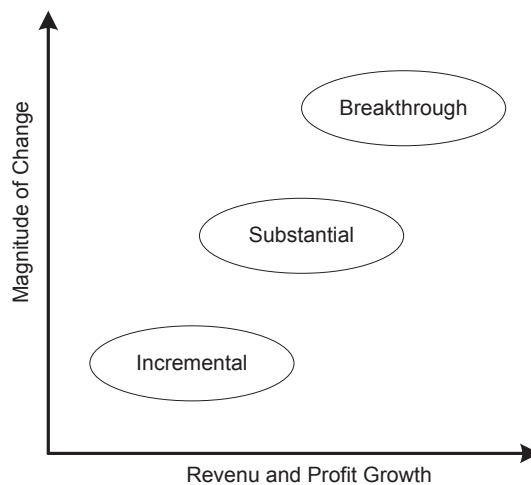 Magnitude of Change
Breakthrough
Substantial
Incremental
Revenu and Profit Growth